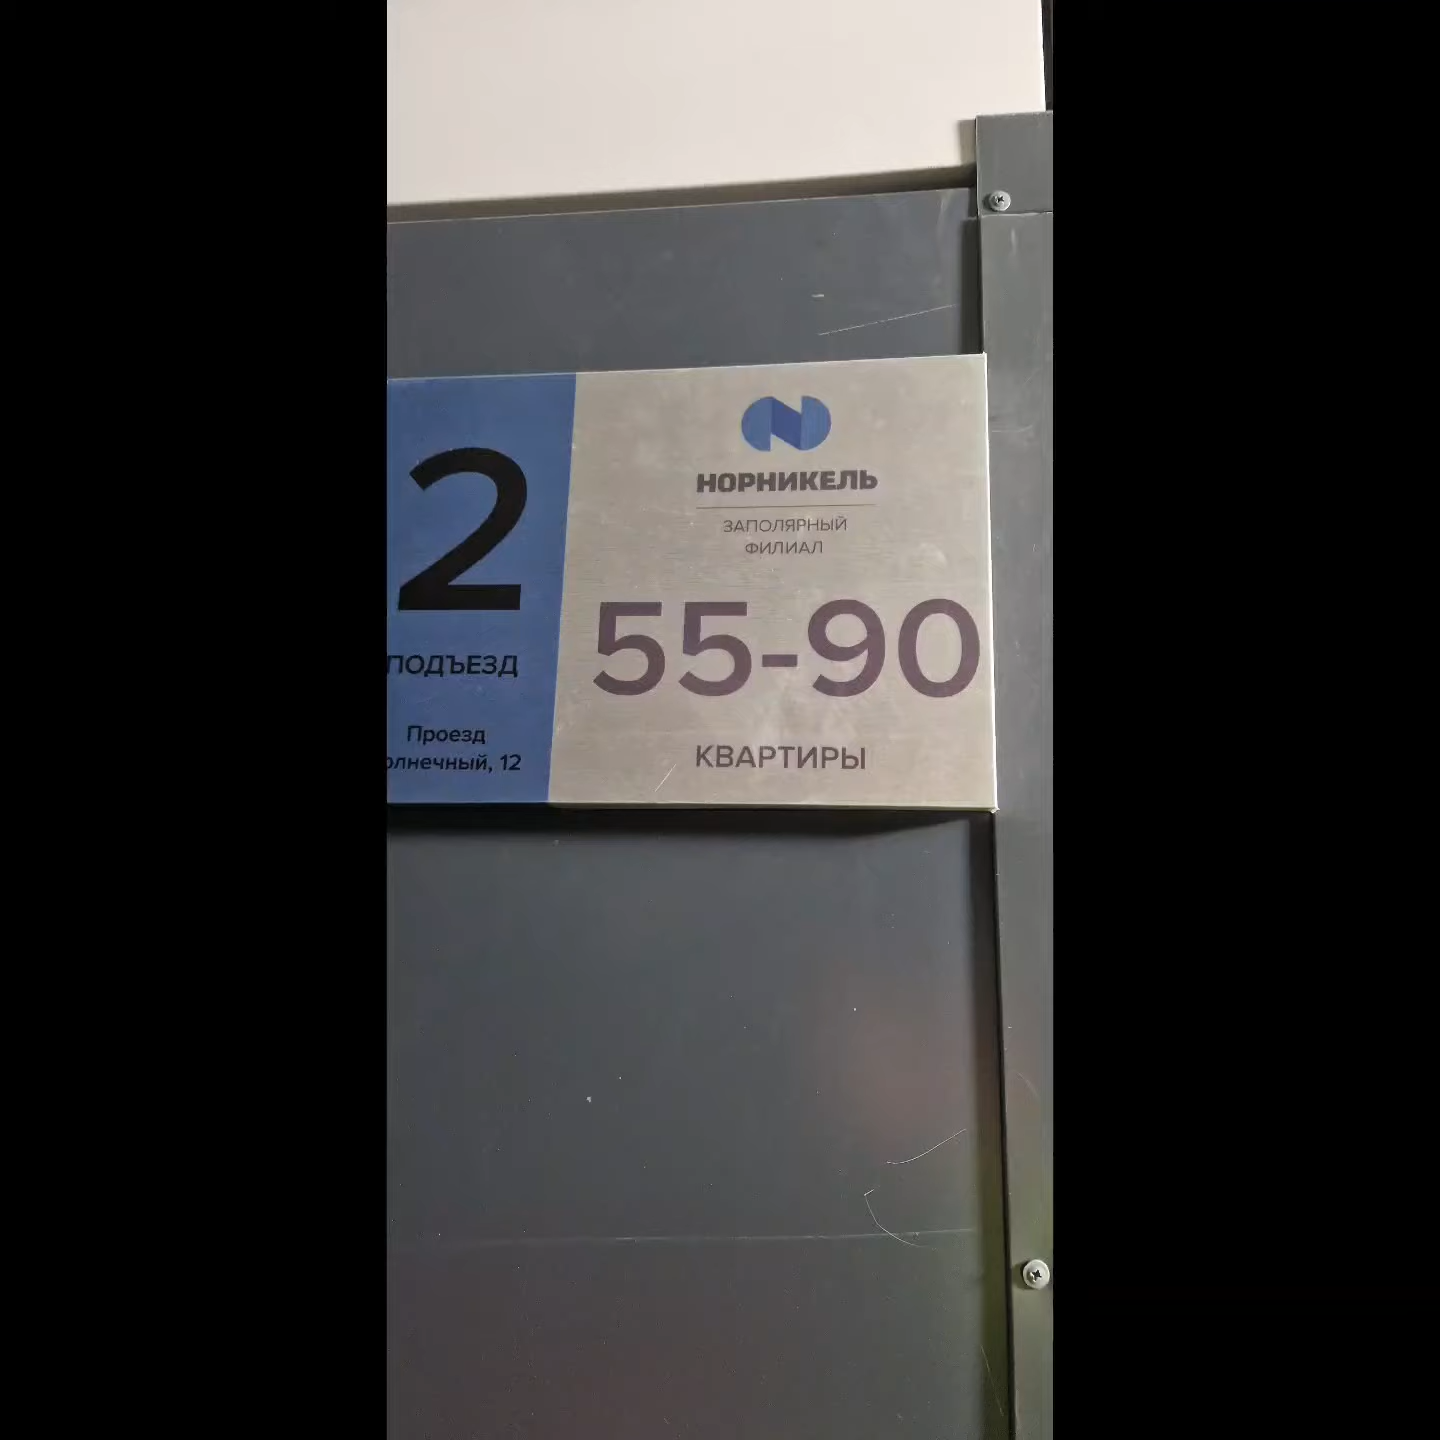 2
ПОДЪЕЗД
Проезд
олнечный, 12
НОРНИКЕЛЬ
ЗАПОЛЯРНЫЙ
ФИЛИАЛ
55-90
КВАРТИРЫ